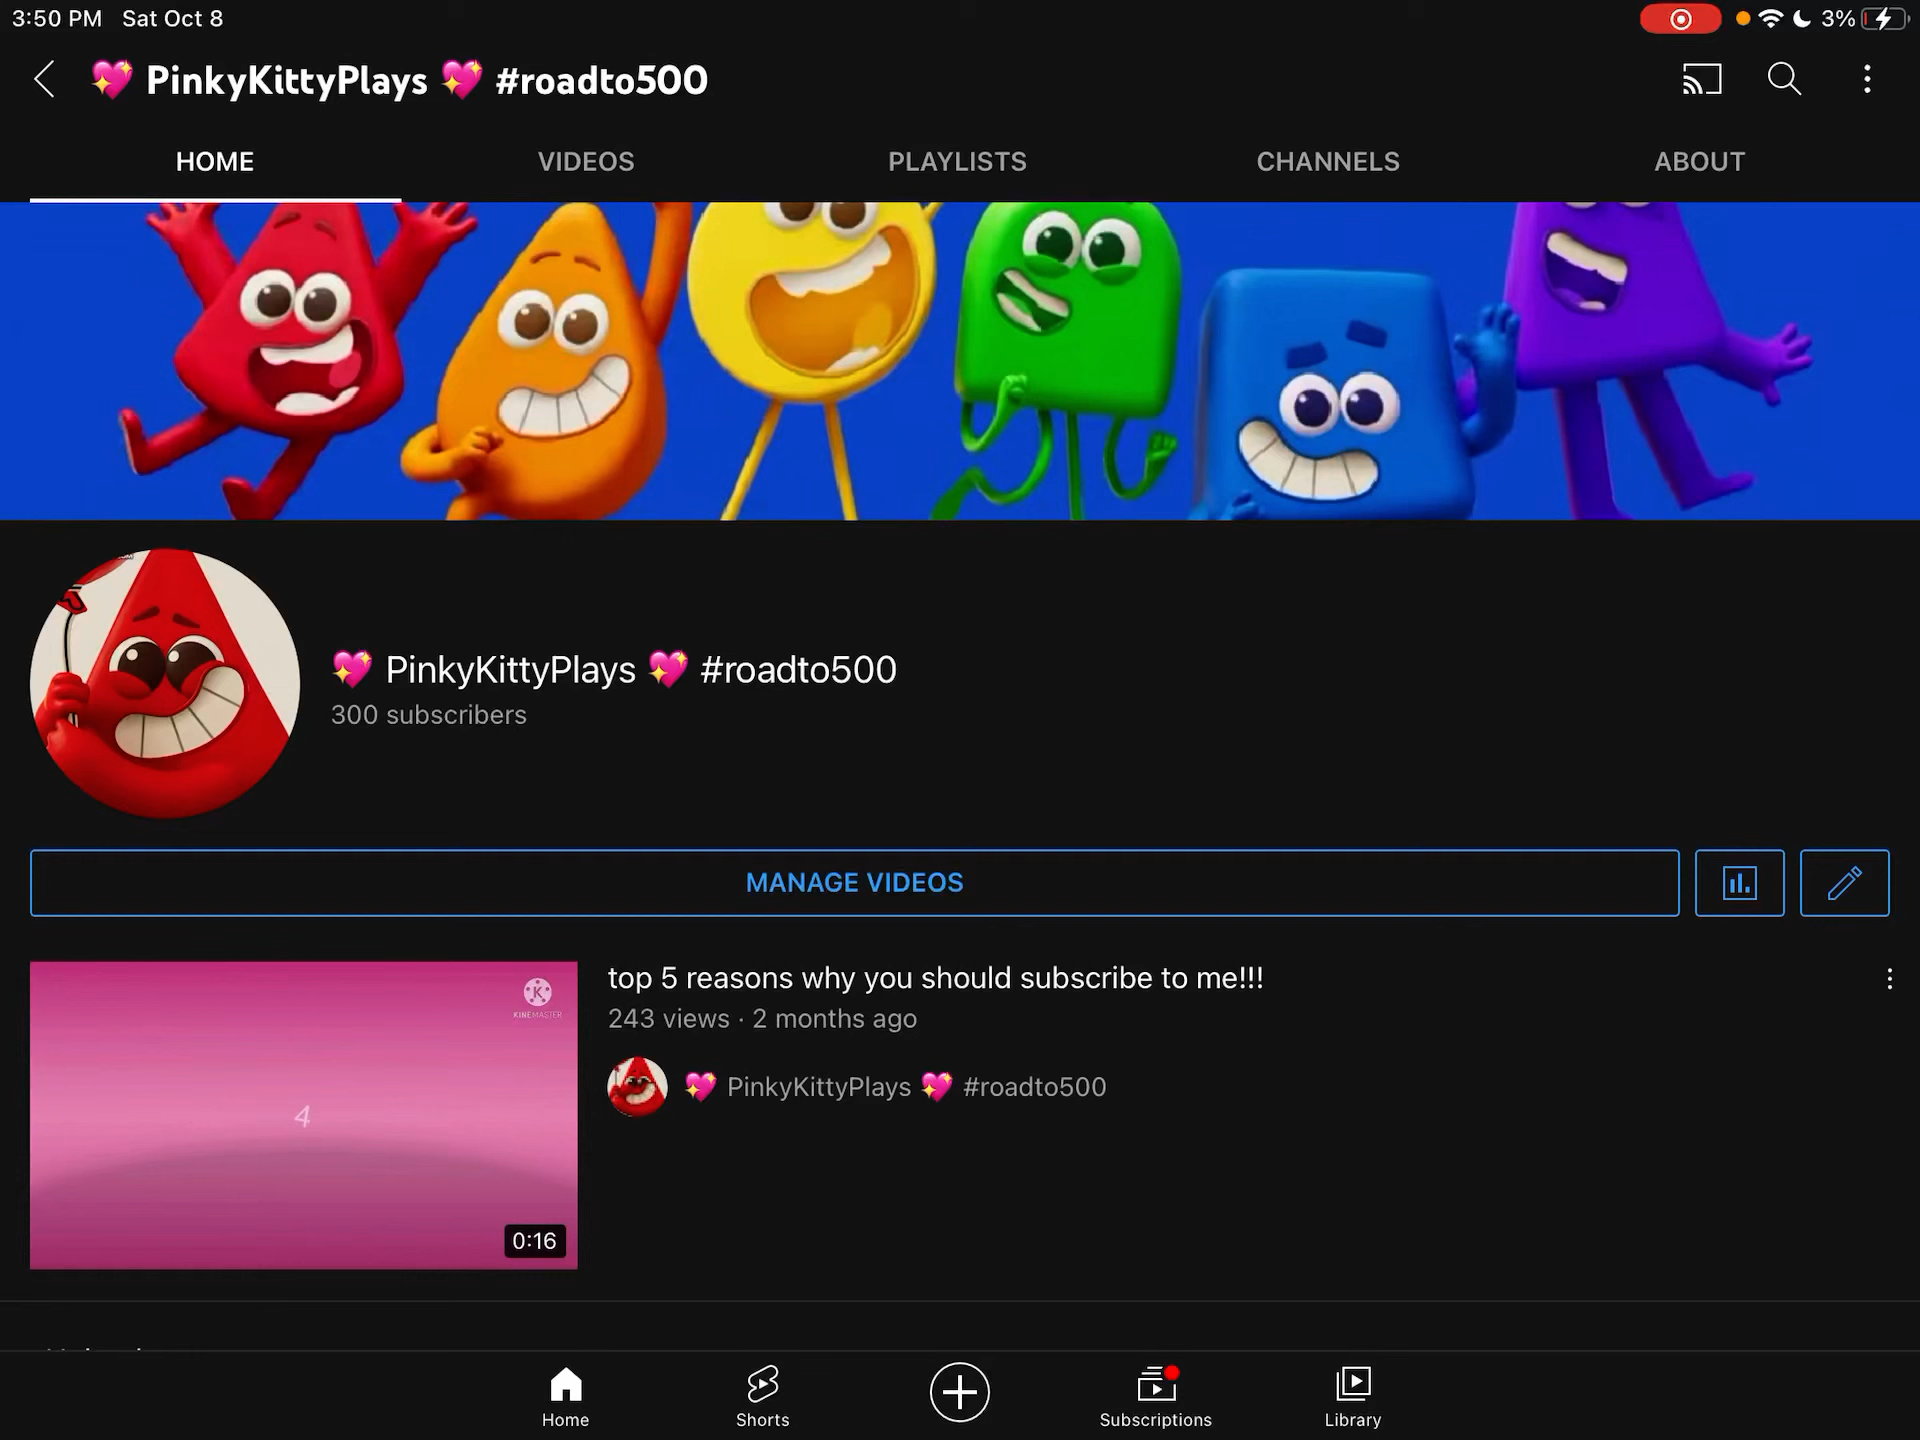 3:50 PM Sat Oct 8
3%
💖 PinkyKittyPlays 💖 #roadto500
HOME VIDEOS PLAYLISTS CHANNELS ABOUT
💖 PinkyKittyPlays 💖 #roadto500
300 subscribers
MANAGE VIDEOS
K
KINEMASTER
4
0:16
top 5 reasons why you should subscribe to me!!!
243 views · 2 months ago
💖 PinkyKittyPlays 💖 #roadto500
Home Shorts Subscriptions Library